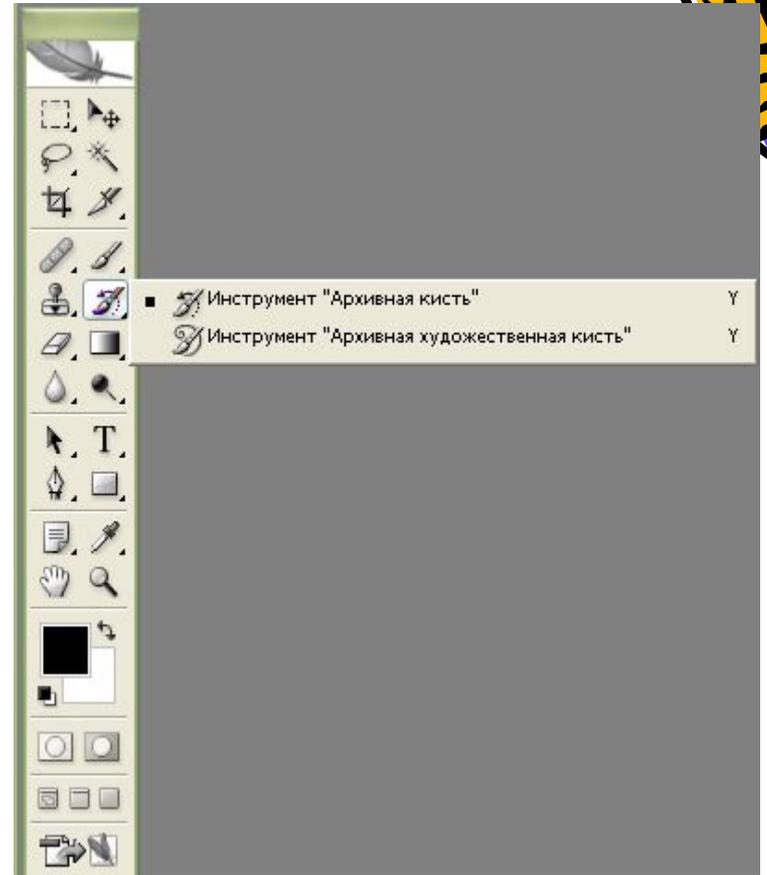 Инструмент "Архивная кисть" Y
Инструмент "Архивная художественная кисть" Y
T